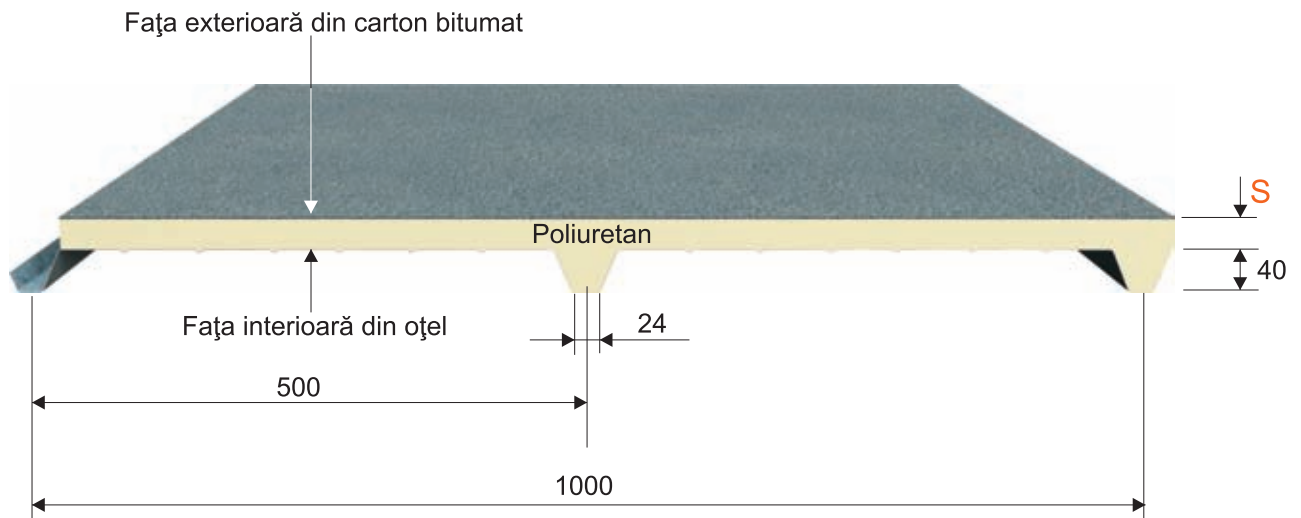 Faţa exterioară din carton bitumat
S
Poliuretan
40
Faţa interioară din oţel
24
500
1000